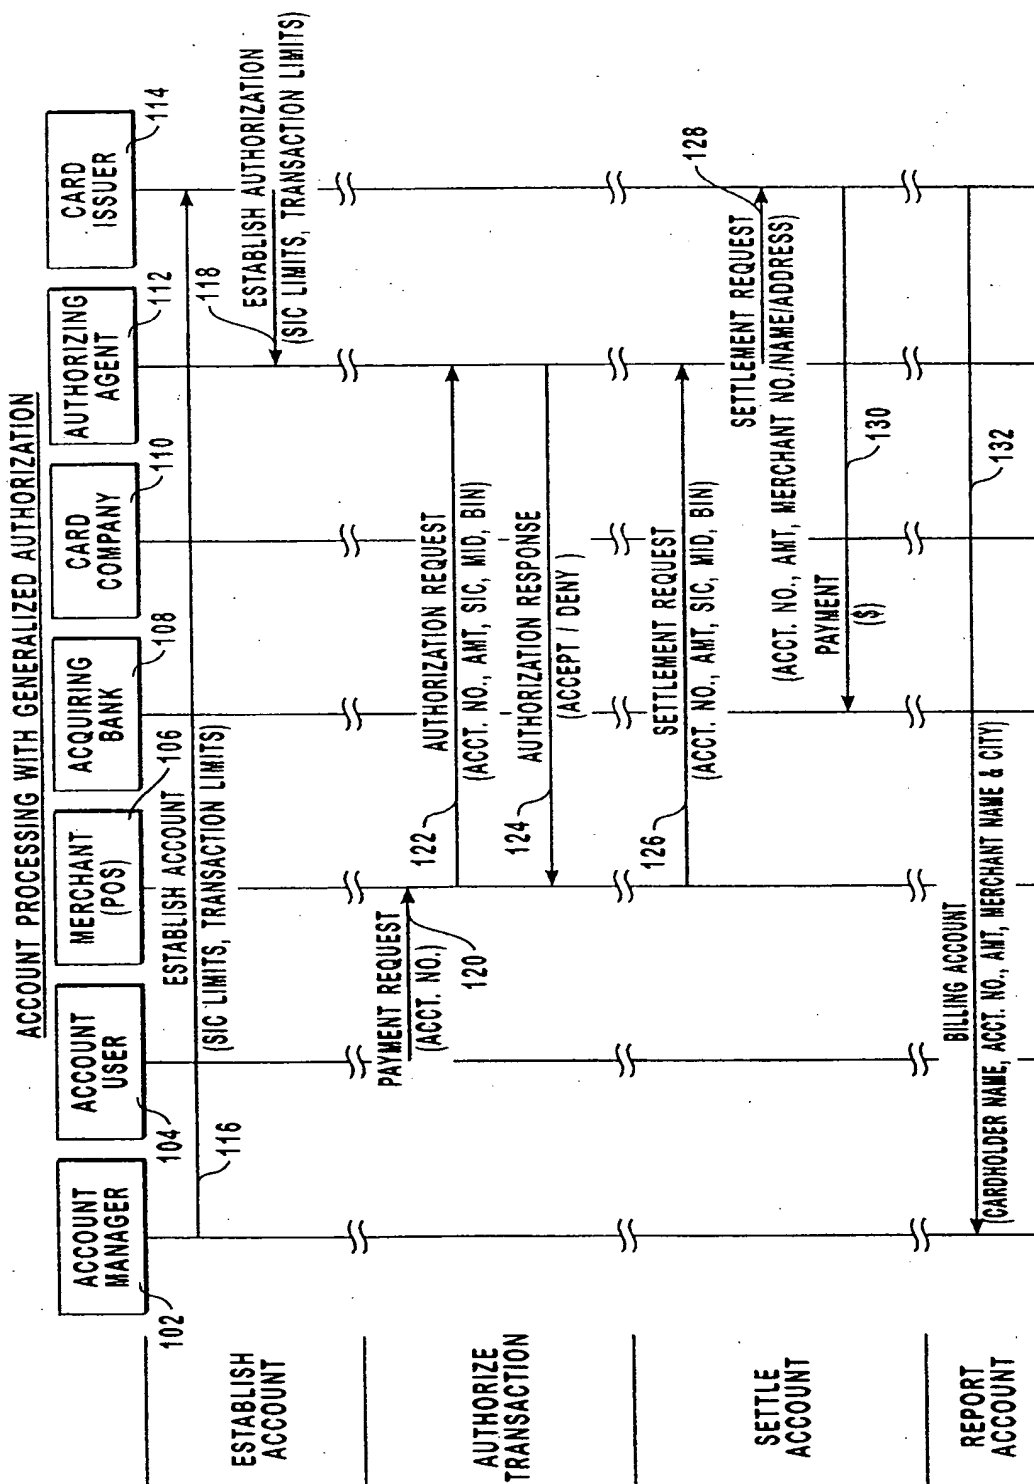 ACCOUNT PROCESSING WITH GENERALIZED AUTHORIZATION
ACCOUNT
MANAGER
102
ACCOUNT
USER
104
MERCHANT
(POS)
106
ACQUIRING
BANK
108
CARD
COMPANY
110
AUTHORIZING
AGENT
112
CARD
ISSUER
114
ESTABLISH
ACCOUNT
ESTABLISH ACCOUNT
(SIC LIMITS, TRANSACTION LIMITS)
116
118
ESTABLISH AUTHORIZATION
(SIC LIMITS, TRANSACTION LIMITS)
AUTHORIZE
TRANSACTION
PAYMENT REQUEST
(ACCT. NO.)
120
122
AUTHORIZATION REQUEST
(ACCT. NO., AMT, SIC, MID, BIN)
124
AUTHORIZATION RESPONSE
(ACCEPT / DENY)
SETTLE
ACCOUNT
126
SETTLEMENT REQUEST
(ACCT. NO., AMT, SIC, MID, BIN)
SETTLEMENT REQUEST
128
(ACCT. NO., AMT, MERCHANT NO./NAME/ADDRESS)
PAYMENT
($)
130
REPORT
ACCOUNT
BILLING ACCOUNT
132
(CARDHOLDER NAME, ACCT. NO., AMT, MERCHANT NAME & CITY)